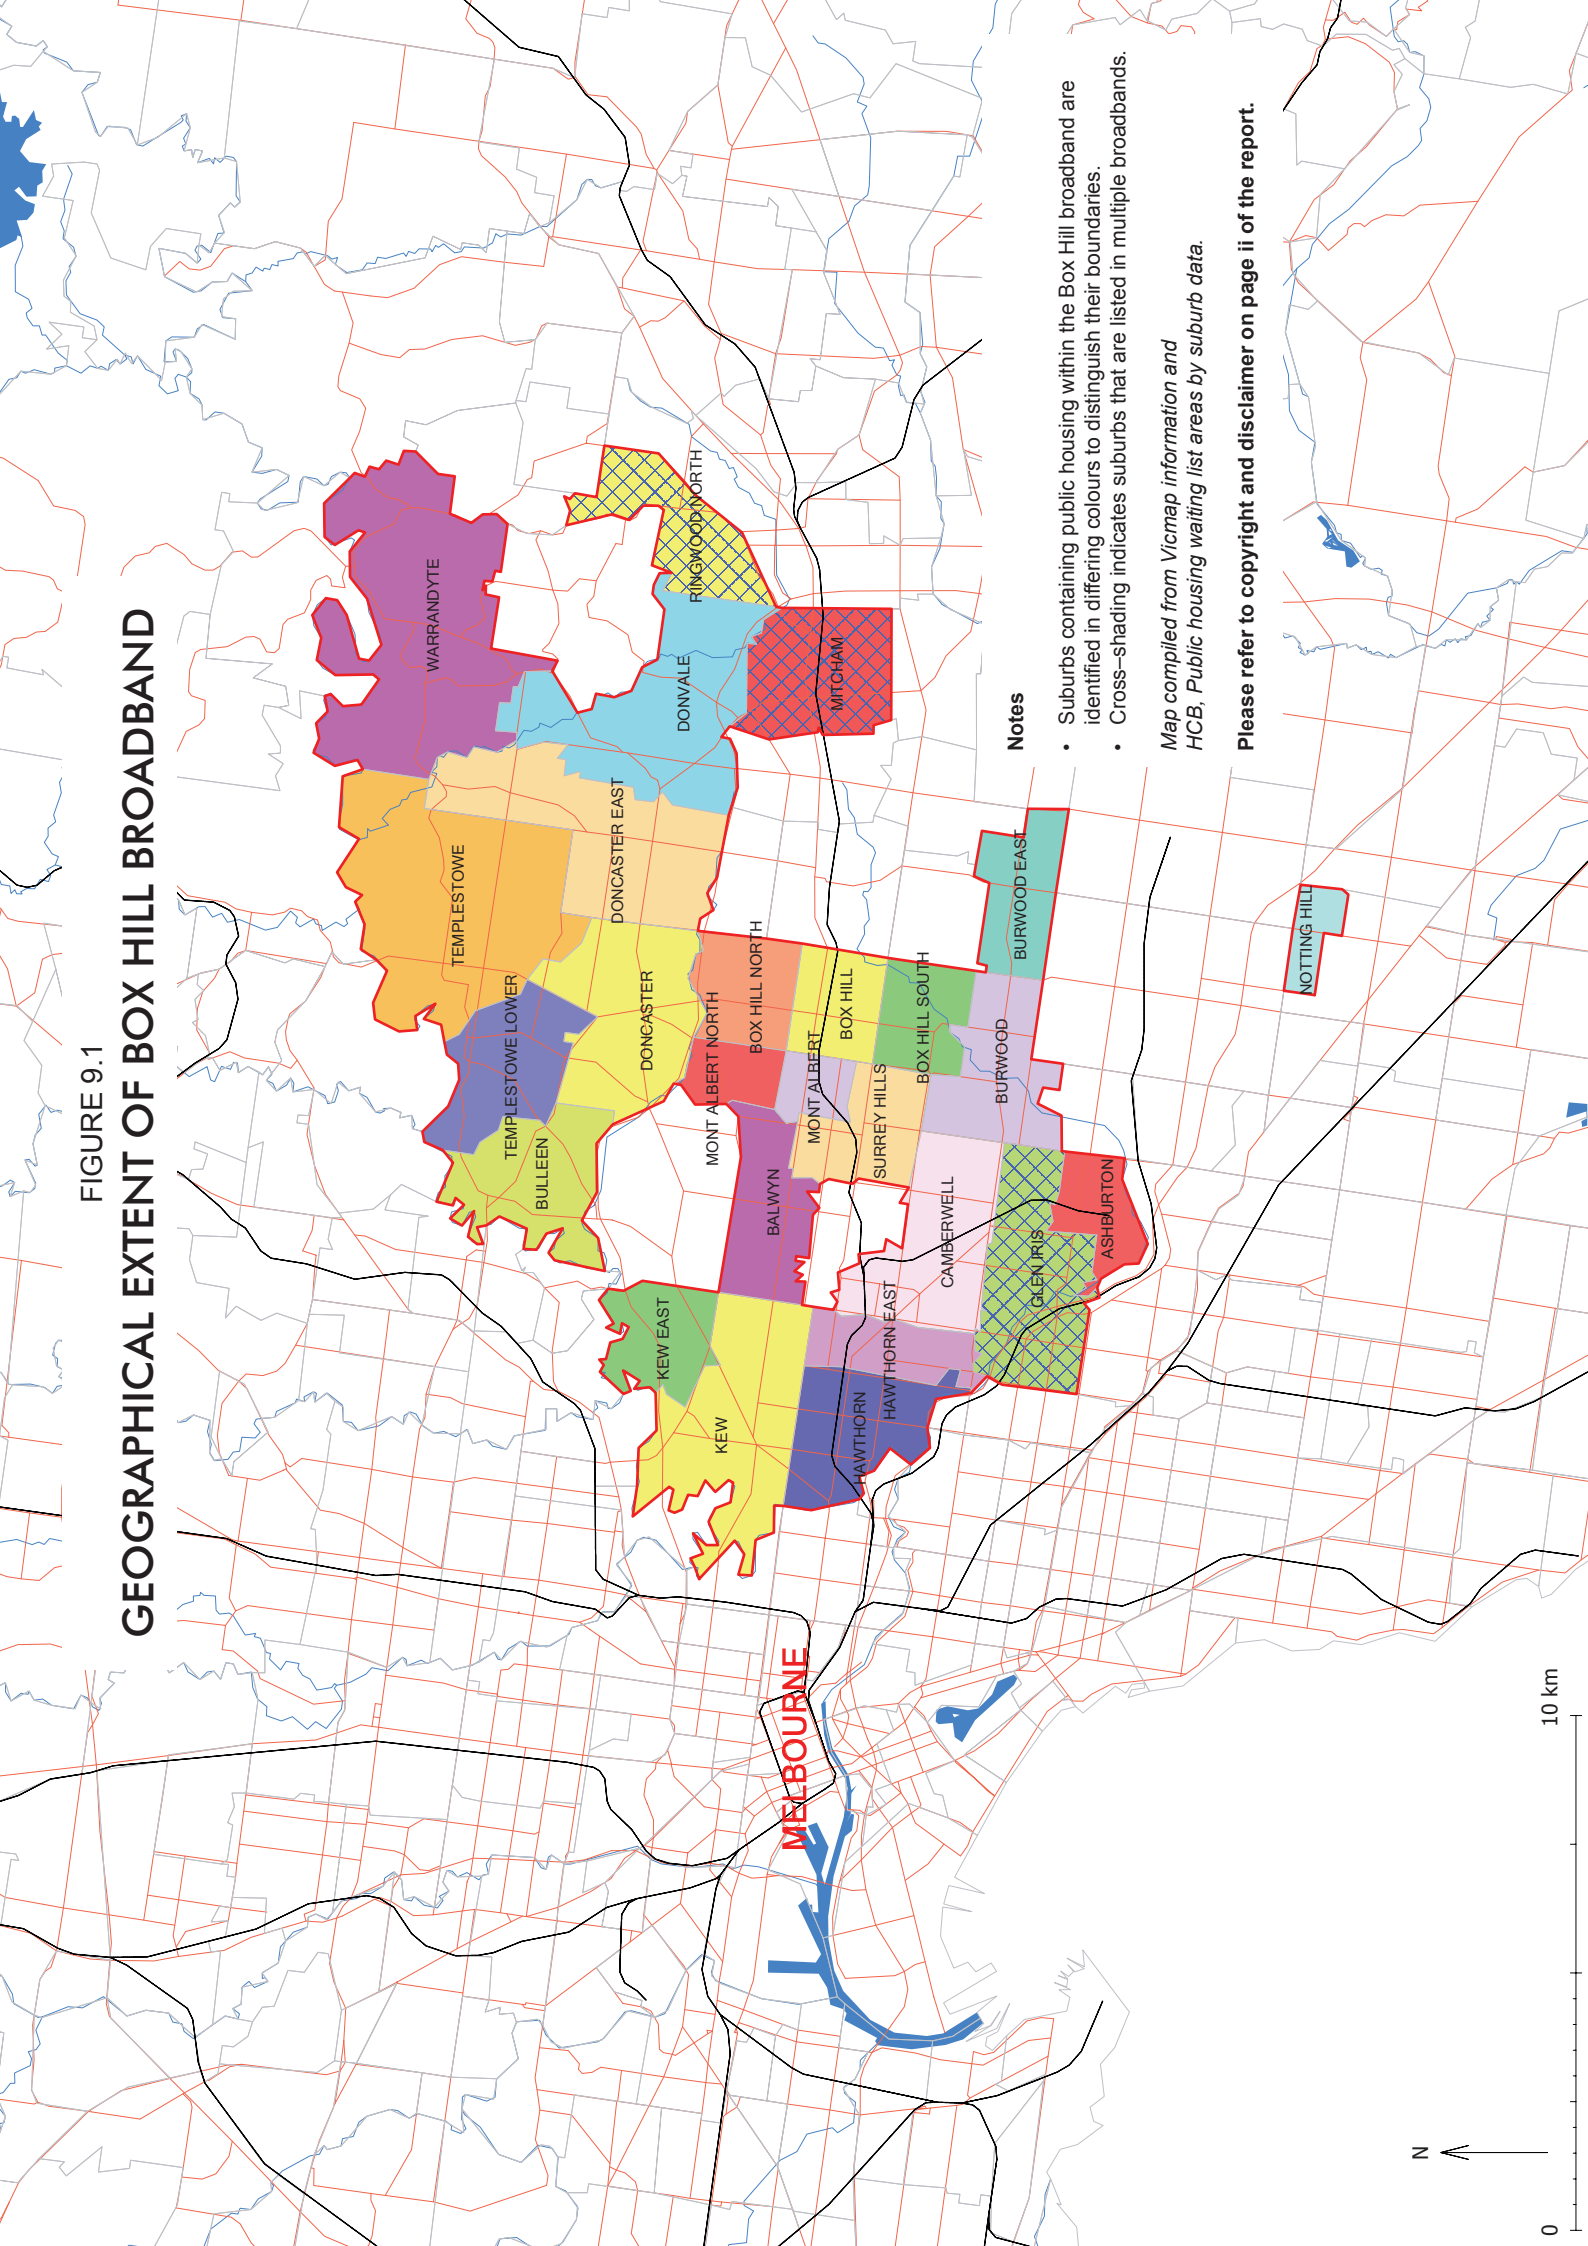 FIGURE 9.1
GEOGRAPHICAL EXTENT OF BOX HILL BROADBAND
WARRANDYTE
TEMPLESTOWE
TEMPLESTOWE LOWER
BULLEEN
DONCASTER EAST
DONCASTER
DONVALE
RINGWOOD NORTH
MITCHAM
KEW EAST
KEW
MONT ALBERT NORTH
BOX HILL NORTH
BALWYN
MONT ALBERT
BOX HILL
SURREY HILLS
BOX HILL SOUTH
HAWTHORN
HAWTHORN EAST
CAMBERWELL
BURWOOD
BURWOOD EAST
GLEN IRIS
ASHBURTON
NOTTING HILL
MELBOURNE
Notes
• Suburbs containing public housing within the Box Hill broadband are
identified in differing colours to distinguish their boundaries.
• Cross–shading indicates suburbs that are listed in multiple broadbands.
Map compiled from Vicmap information and
HCB, Public housing waiting list areas by suburb data.
Please refer to copyright and disclaimer on page ii of the report.
N
0
10 km